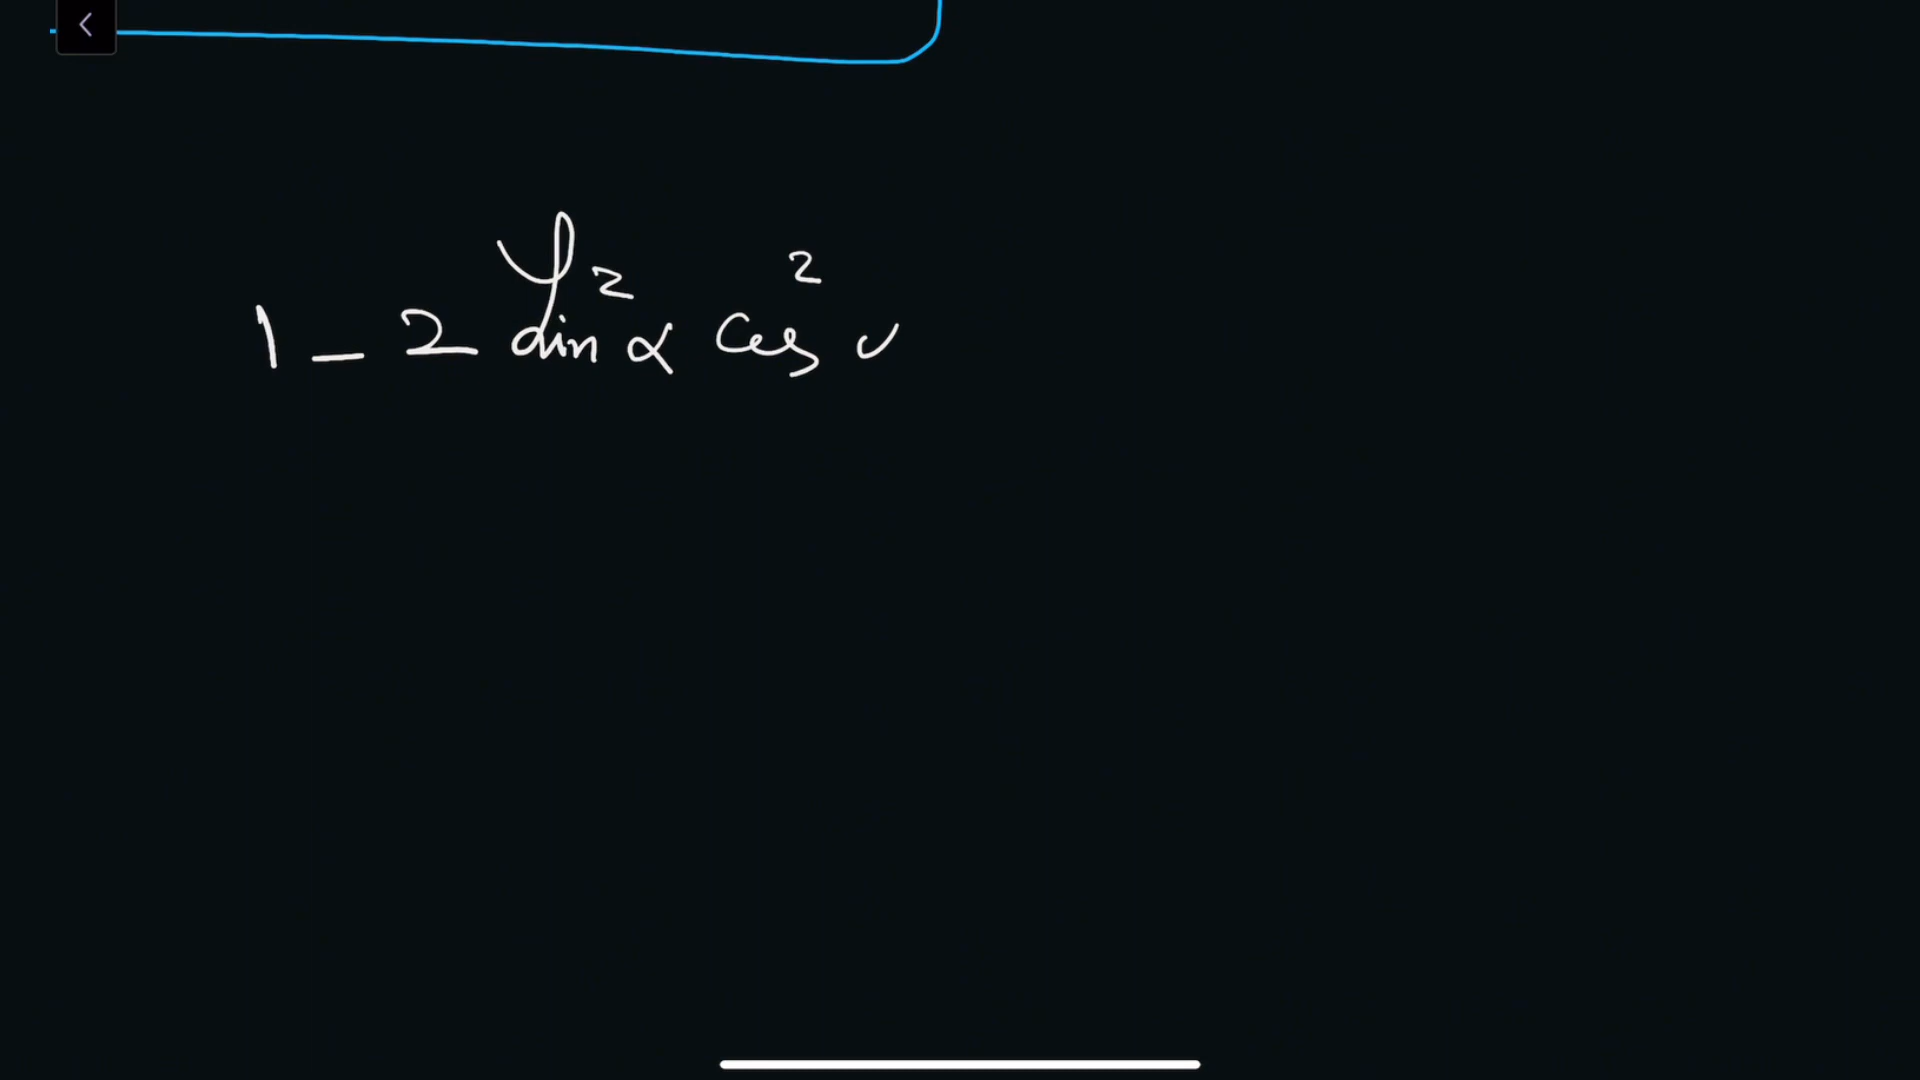 1 - 2 sin² α cos²